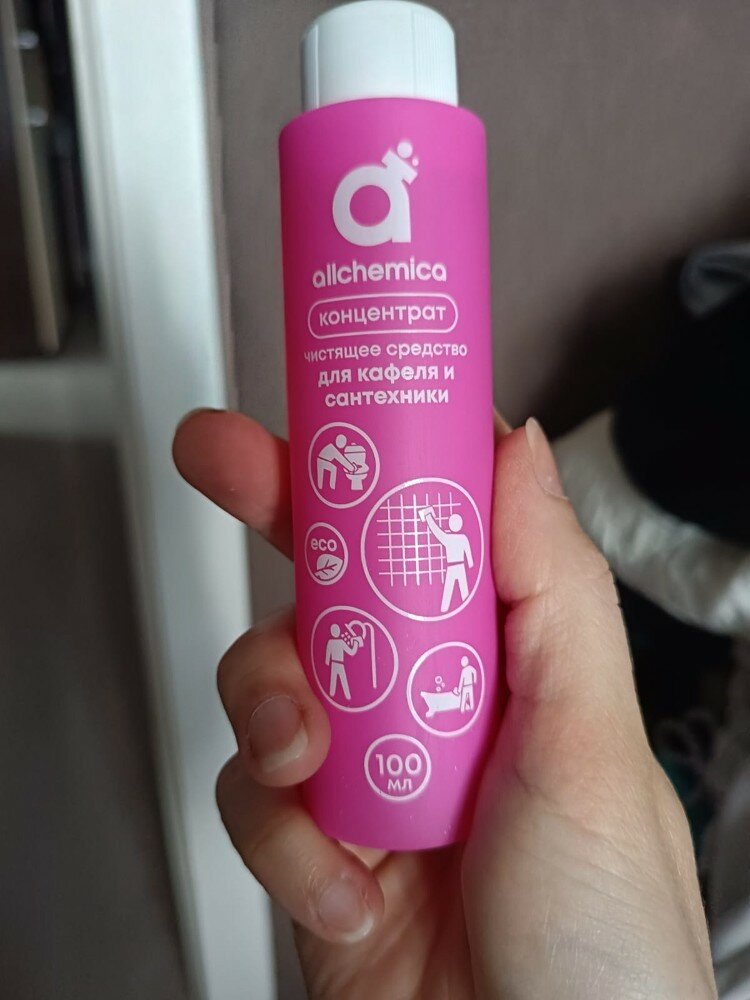 allchemica
концентрат
чистящее средство
для кафеля и
сантехники
eco
100
мл